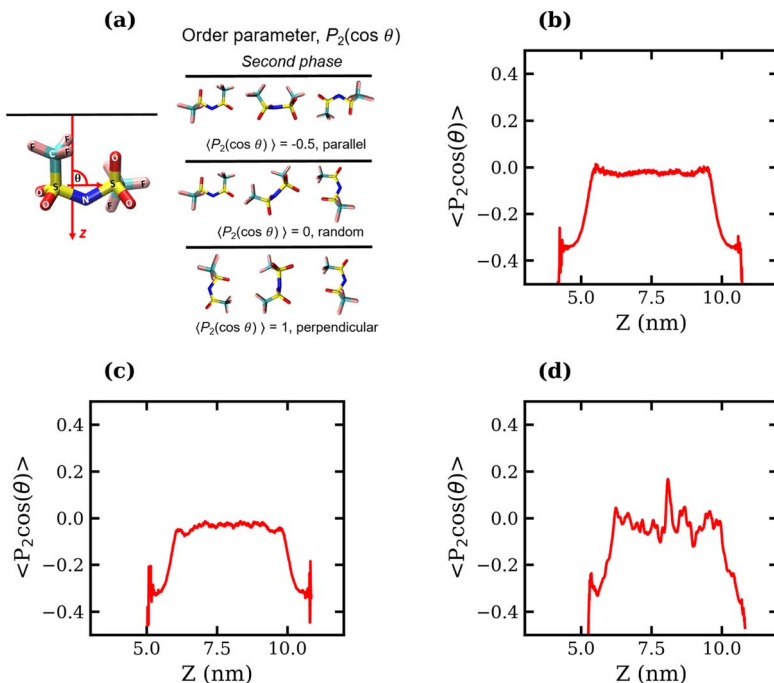 (a)
Order parameter, P₂(cos θ)
Second phase
⟨P₂(cos θ) ⟩ = -0.5, parallel
⟨P₂(cos θ) ⟩ = 0, random
⟨P₂(cos θ) ⟩ = 1, perpendicular
F
F
F
C
θ
O
S
S
F
O
O
N
F
O
z
(b)
<P₂cos(θ)>
0.4
0.2
0.0
−0.2
−0.4
5.0 7.5 10.0
Z (nm)
(c)
<P₂cos(θ)>
0.4
0.2
0.0
−0.2
−0.4
5.0 7.5 10.0
Z (nm)
(d)
<P₂cos(θ)>
0.4
0.2
0.0
−0.2
−0.4
5.0 7.5 10.0
Z (nm)